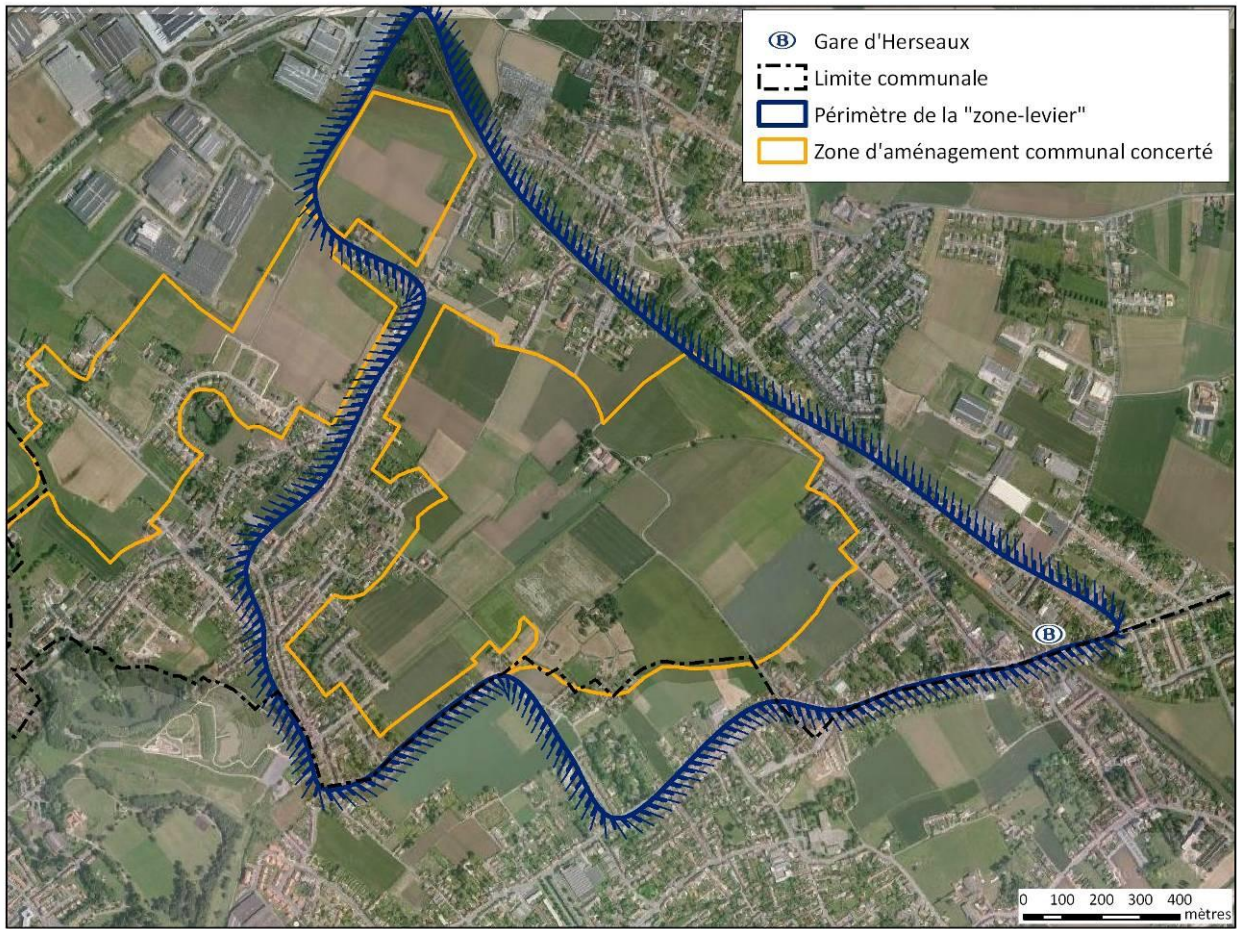 B Gare d'Herseaux
Limite communale
Périmètre de la "zone-levier"
Zone d'aménagement communal concerté
B
0 100 200 300 400
mètres